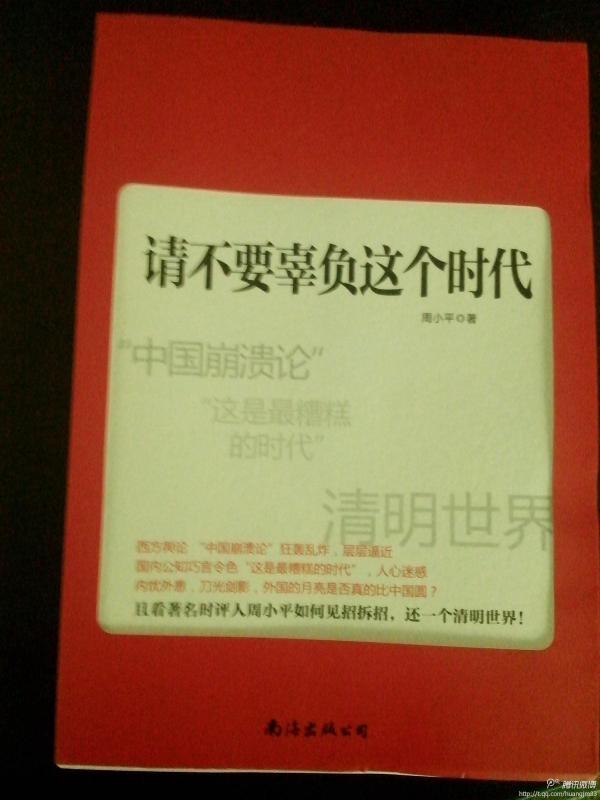 请不要辜负这个时代
周小平◎著
“中国崩溃论”
“这是最糟糕
的时代”
清明世界
西方舆论 “中国崩溃论”狂轰乱炸，层层逼近
国内公知巧言令色“这是最糟糕的时代”，人心迷惑
内忧外患，刀光剑影，外国的月亮是否真的比中国圆？
且看著名时评人周小平如何见招拆招，还一个清明世界！
南海出版公司
腾讯微博